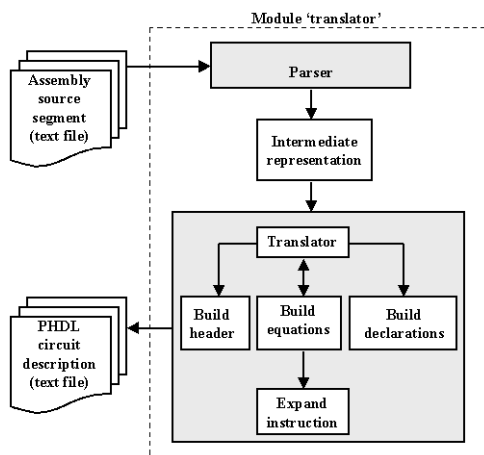 Module ‘translator’
Assembly
source
segment
(text file)
Parser
Intermediate
representation
Translator
Build
header
Build
equations
Build
declarations
PHDL
circuit
description
(text file)
Expand
instruction